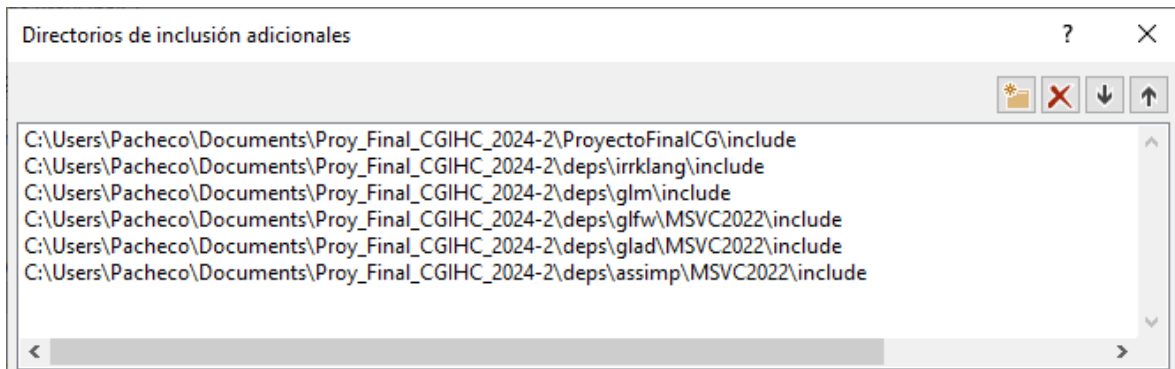 Directorios de inclusión adicionales
C:\Users\Pacheco\Documents\Proy_Final_CGIHC_2024-2\ProyectoFinalCG\include
C:\Users\Pacheco\Documents\Proy_Final_CGIHC_2024-2\deps\irrklang\include
C:\Users\Pacheco\Documents\Proy_Final_CGIHC_2024-2\deps\glm\include
C:\Users\Pacheco\Documents\Proy_Final_CGIHC_2024-2\deps\glfw\MSVC2022\include
C:\Users\Pacheco\Documents\Proy_Final_CGIHC_2024-2\deps\glad\MSVC2022\include
C:\Users\Pacheco\Documents\Proy_Final_CGIHC_2024-2\deps\assimp\MSVC2022\include